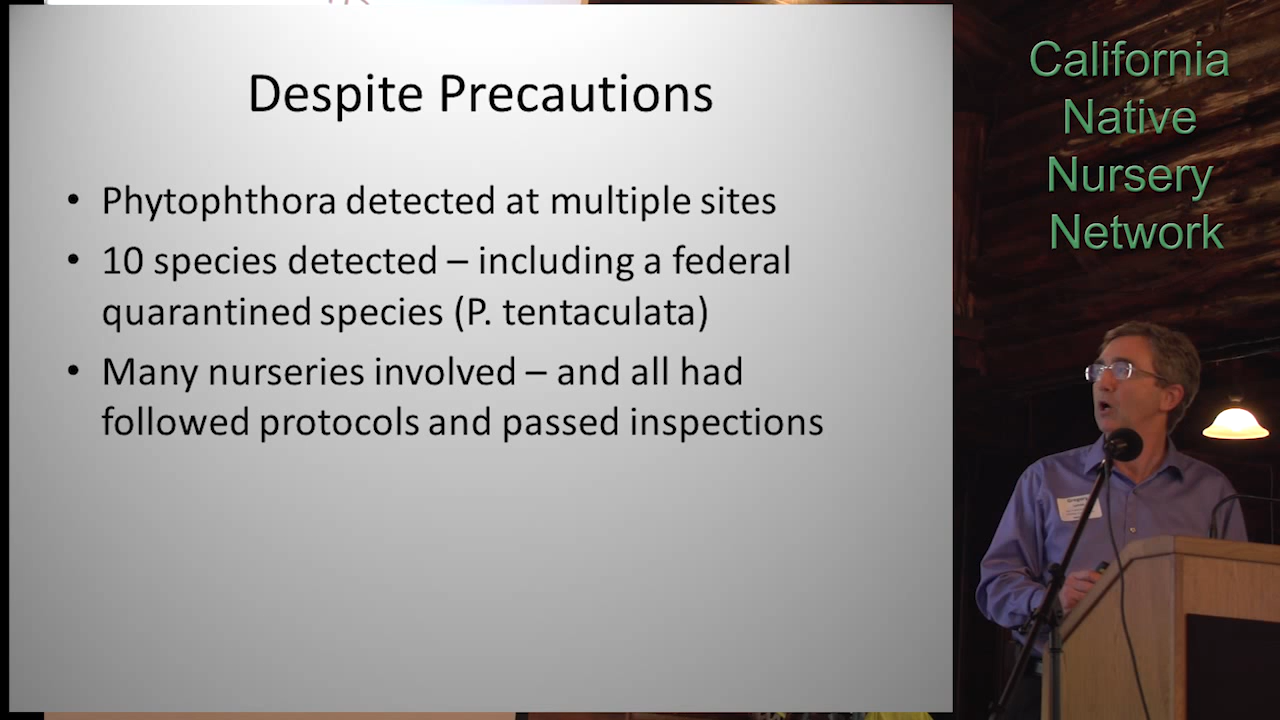 Despite Precautions
• Phytophthora detected at multiple sites
• 10 species detected – including a federal
quarantined species (P. tentaculata)
• Many nurseries involved – and all had
followed protocols and passed inspections
California
Native
Nursery
Network